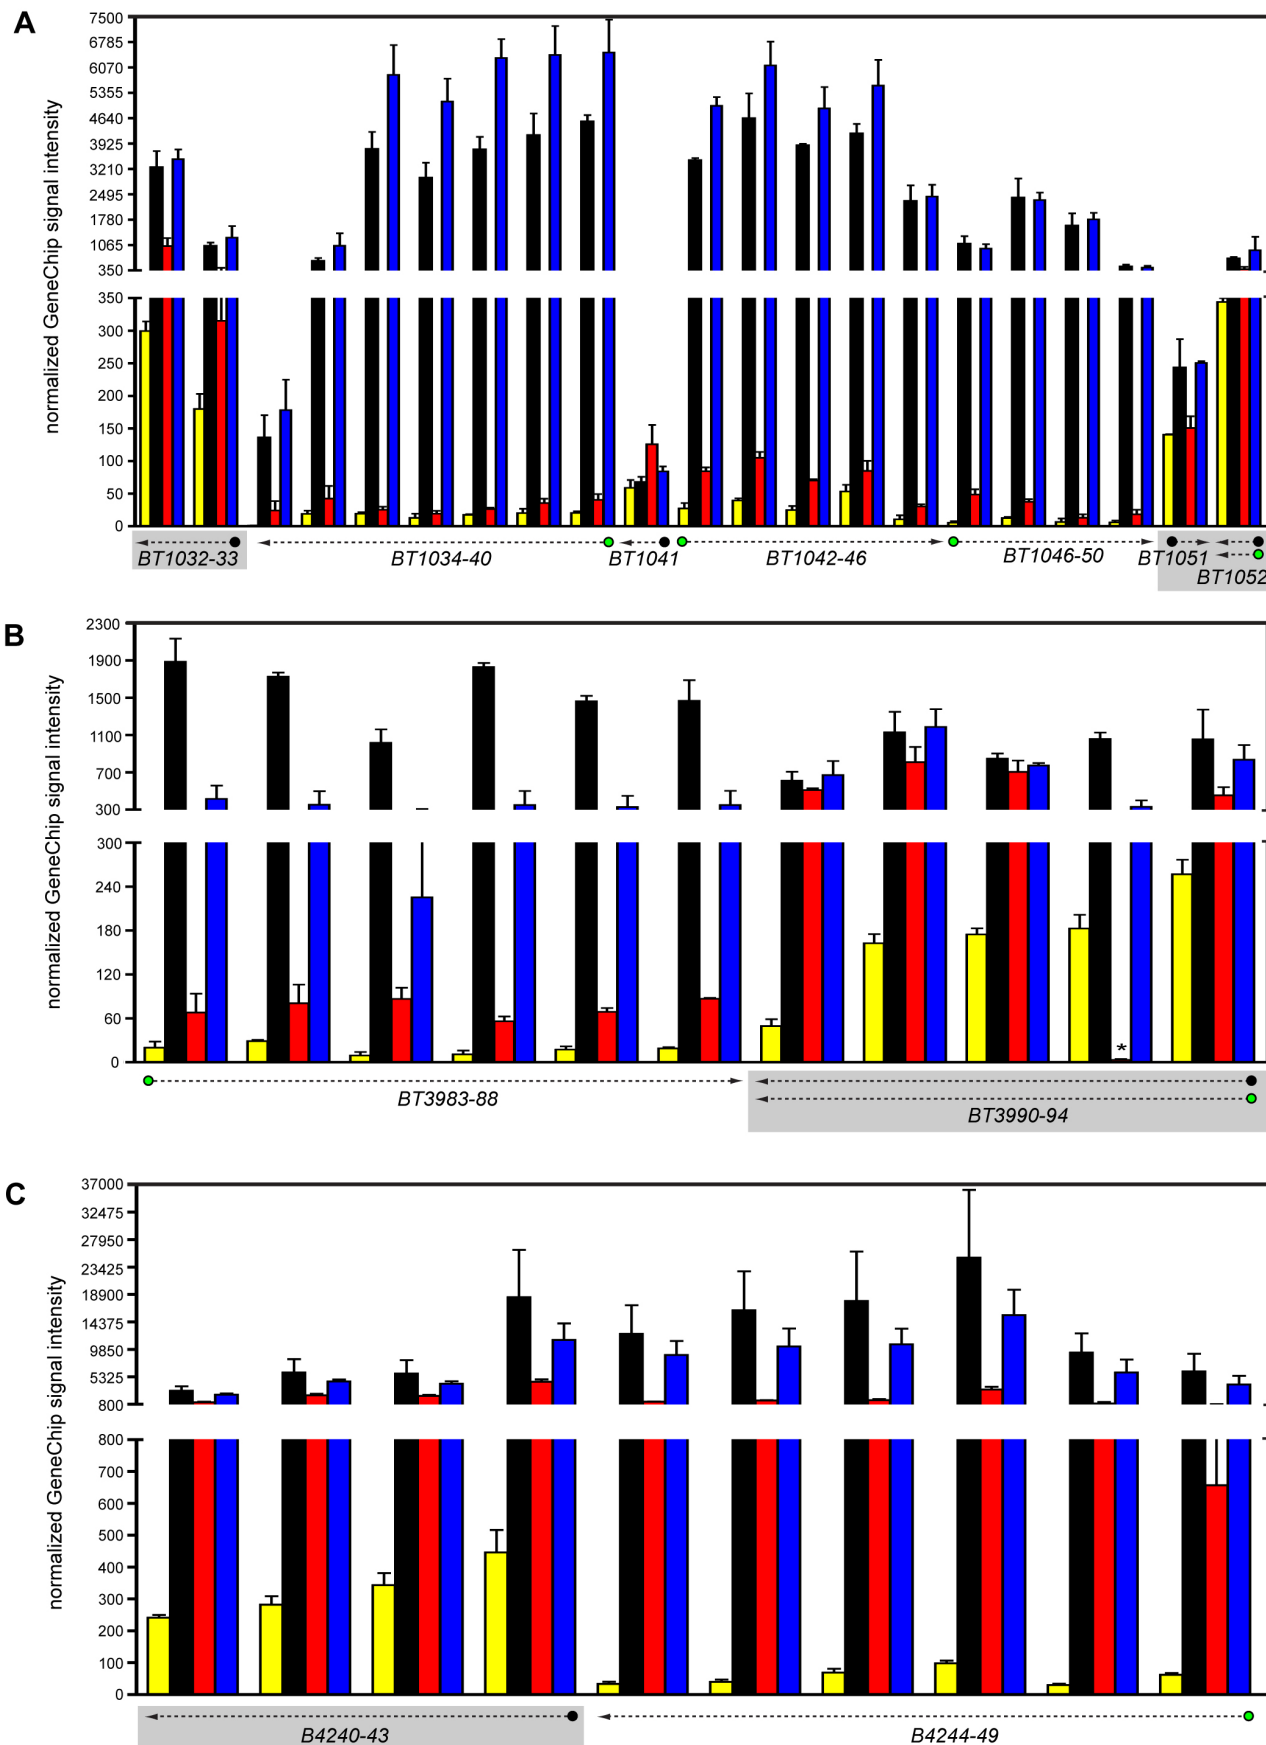 A
normalized GeneChip signal intensity
7500
6785
6070
5355
4640
3925
3210
2495
1780
1065
350
350
300
250
200
150
100
50
0
BT1032-33
BT1034-40
BT1041
BT1042-46
BT1046-50
BT1051
BT1052
B
normalized GeneChip signal intensity
2300
1900
1500
1100
700
300
300
240
180
120
60
0
*
BT3983-88
BT3990-94
C
normalized GeneChip signal intensity
37000
32475
27950
23425
18900
14375
9850
5325
800
800
700
600
500
400
300
200
100
0
B4240-43
B4244-49